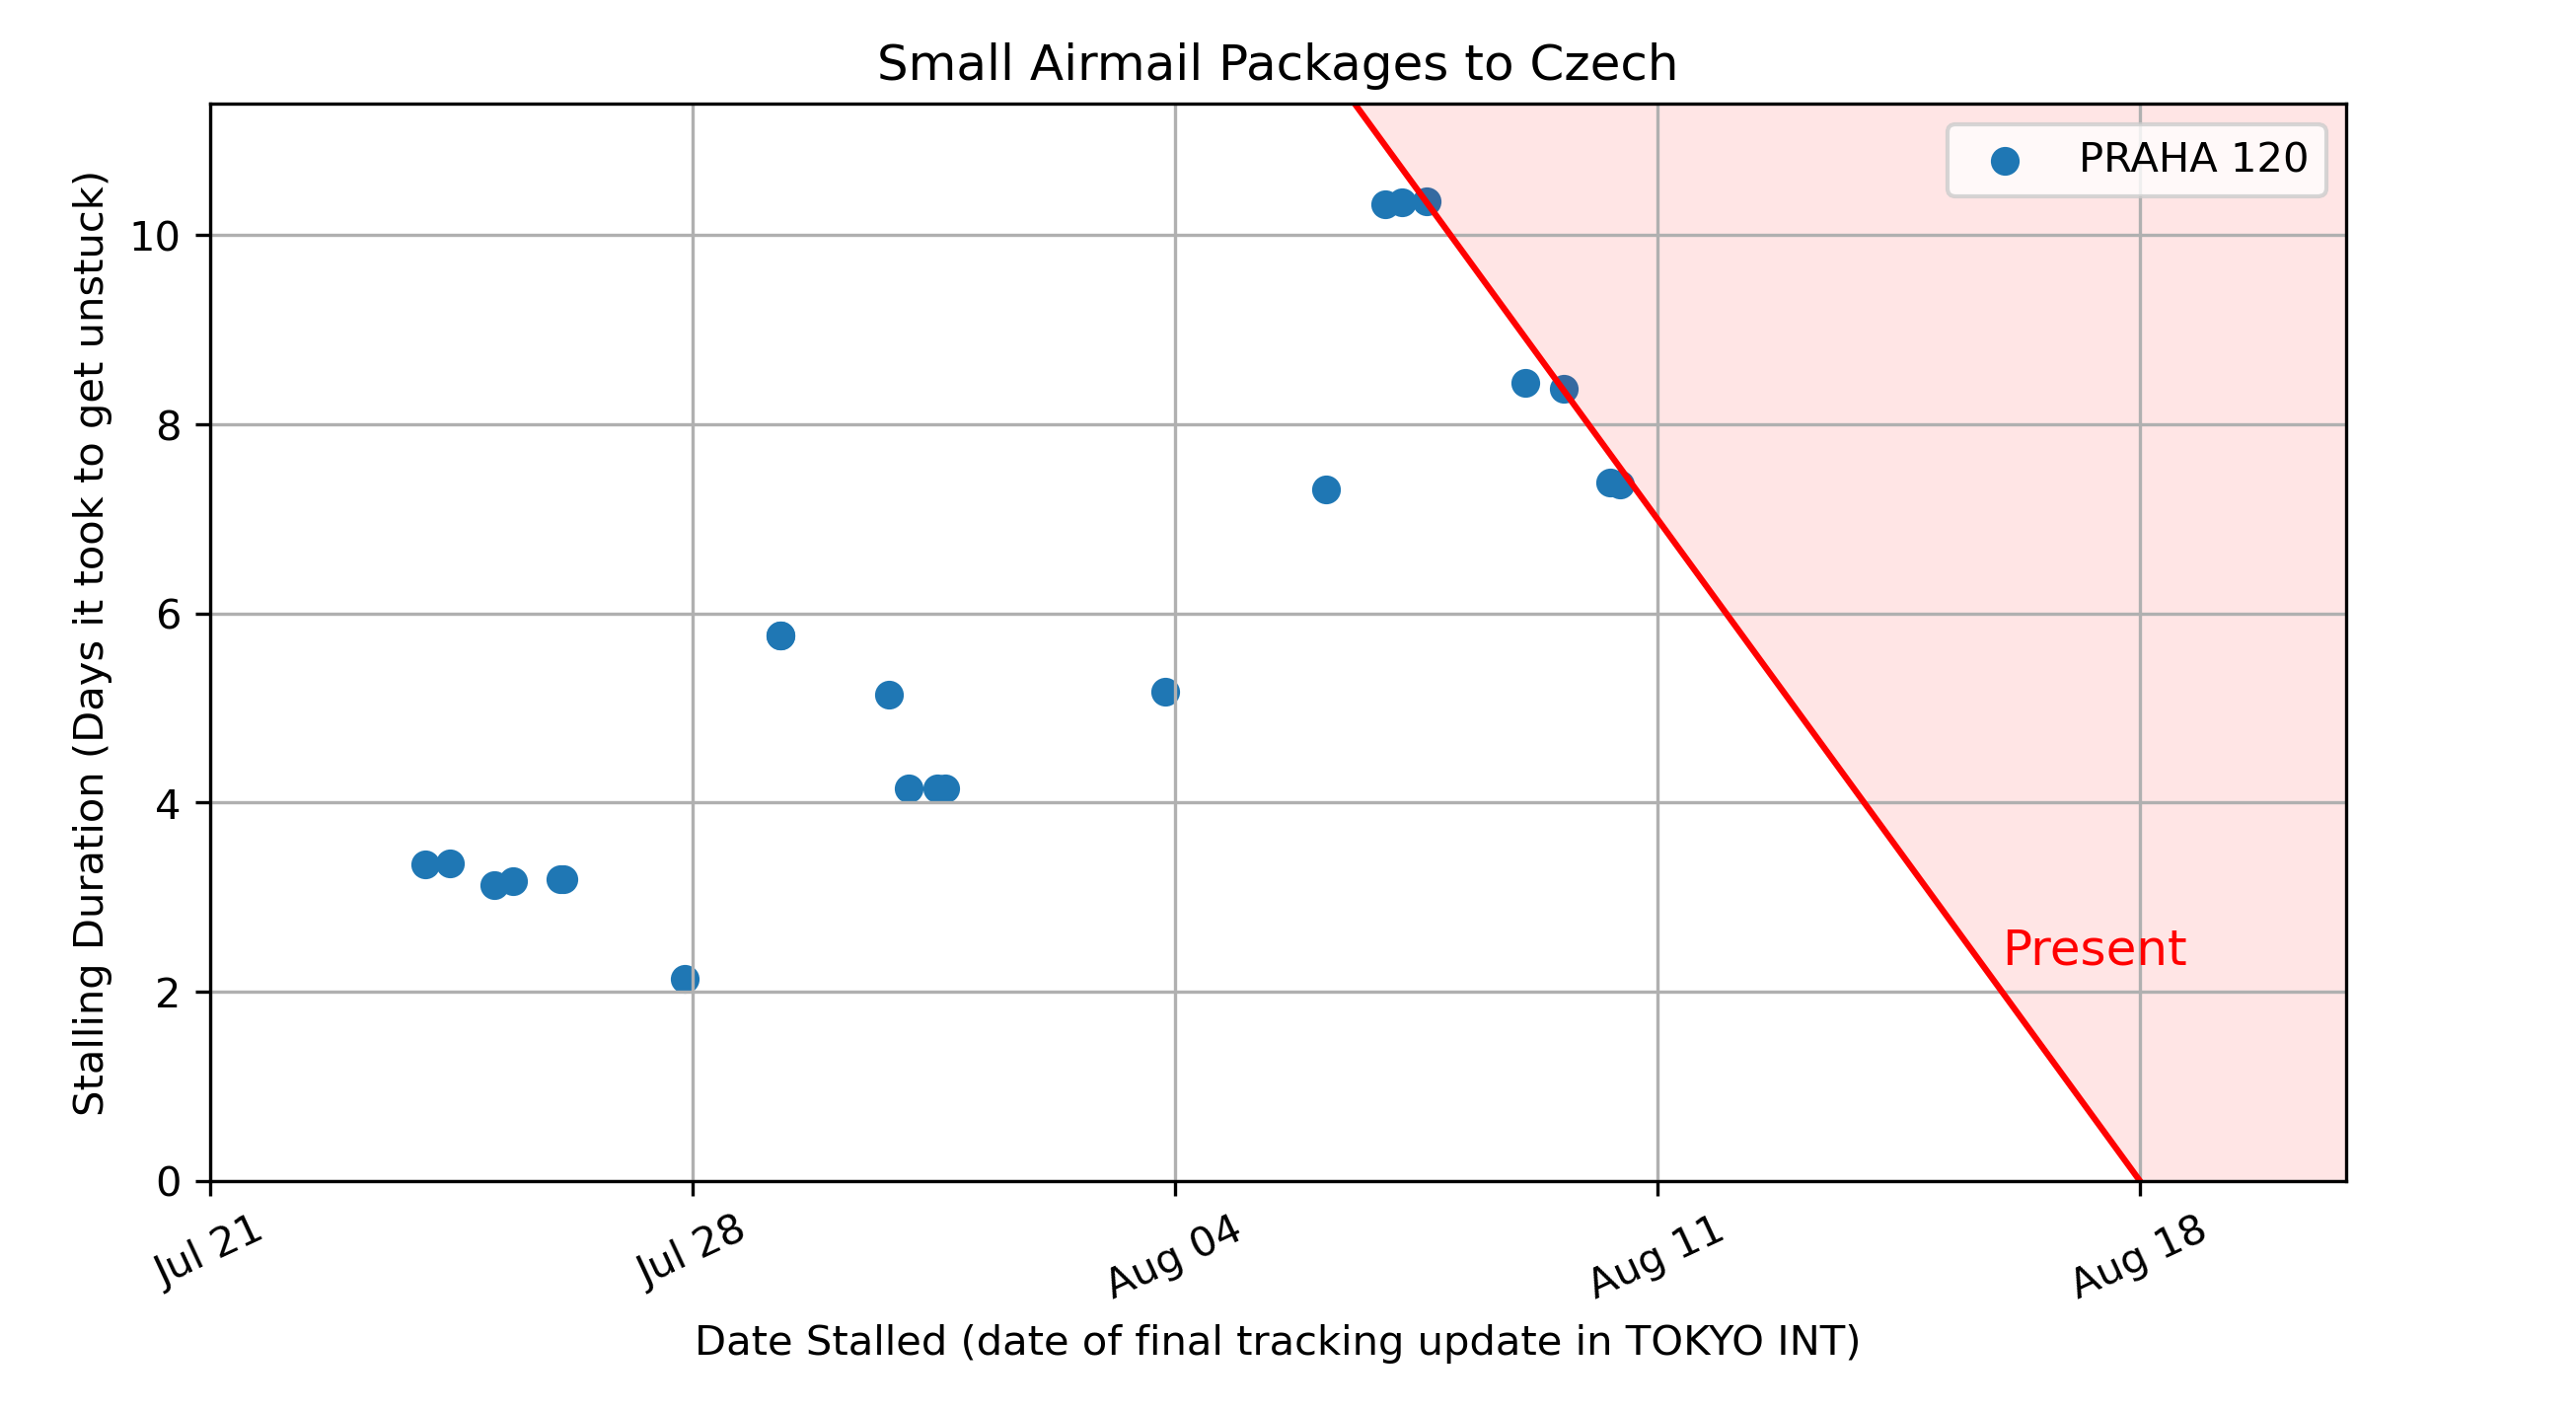 Small Airmail Packages to Czech
PRAHA 120
Stalling Duration (Days it took to get unstuck)
10
8
6
4
2
0
Present
Jul 21
Jul 28
Aug 04
Aug 11
Aug 18
Date Stalled (date of final tracking update in TOKYO INT)